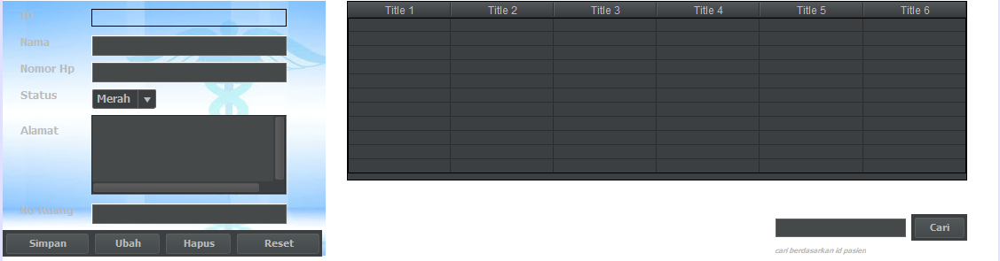 ID
Nama
Nomor Hp
Status
Merah
Alamat
No Ruang
Simpan Ubah Hapus Reset
Title 1 Title 2 Title 3 Title 4 Title 5 Title 6
Cari
cari berdasarkan id pasien